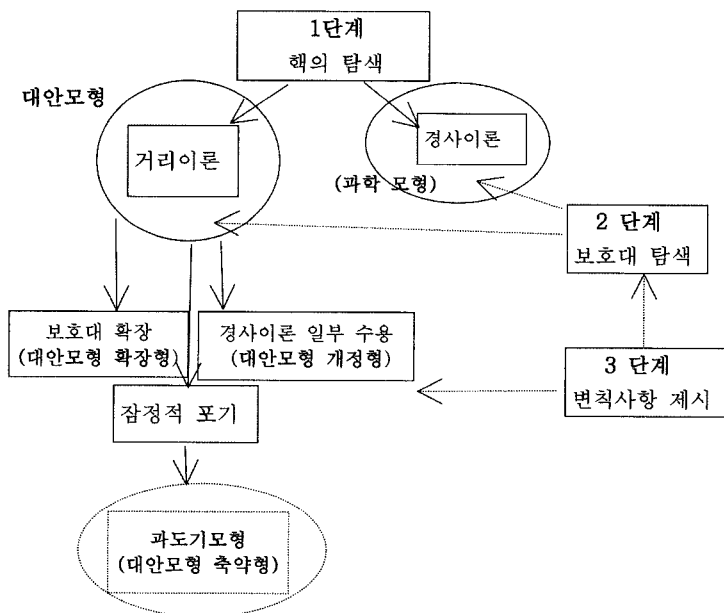 1단계
핵의 탐색
대안모형
거리이론
경사이론
(과학 모형)
2 단계
보호대 탐색
보호대 확장
(대안모형 확장형)
경사이론 일부 수용
(대안모형 개정형)
3 단계
변칙사항 제시
잠정적 포기
과도기모형
(대안모형 축약형)